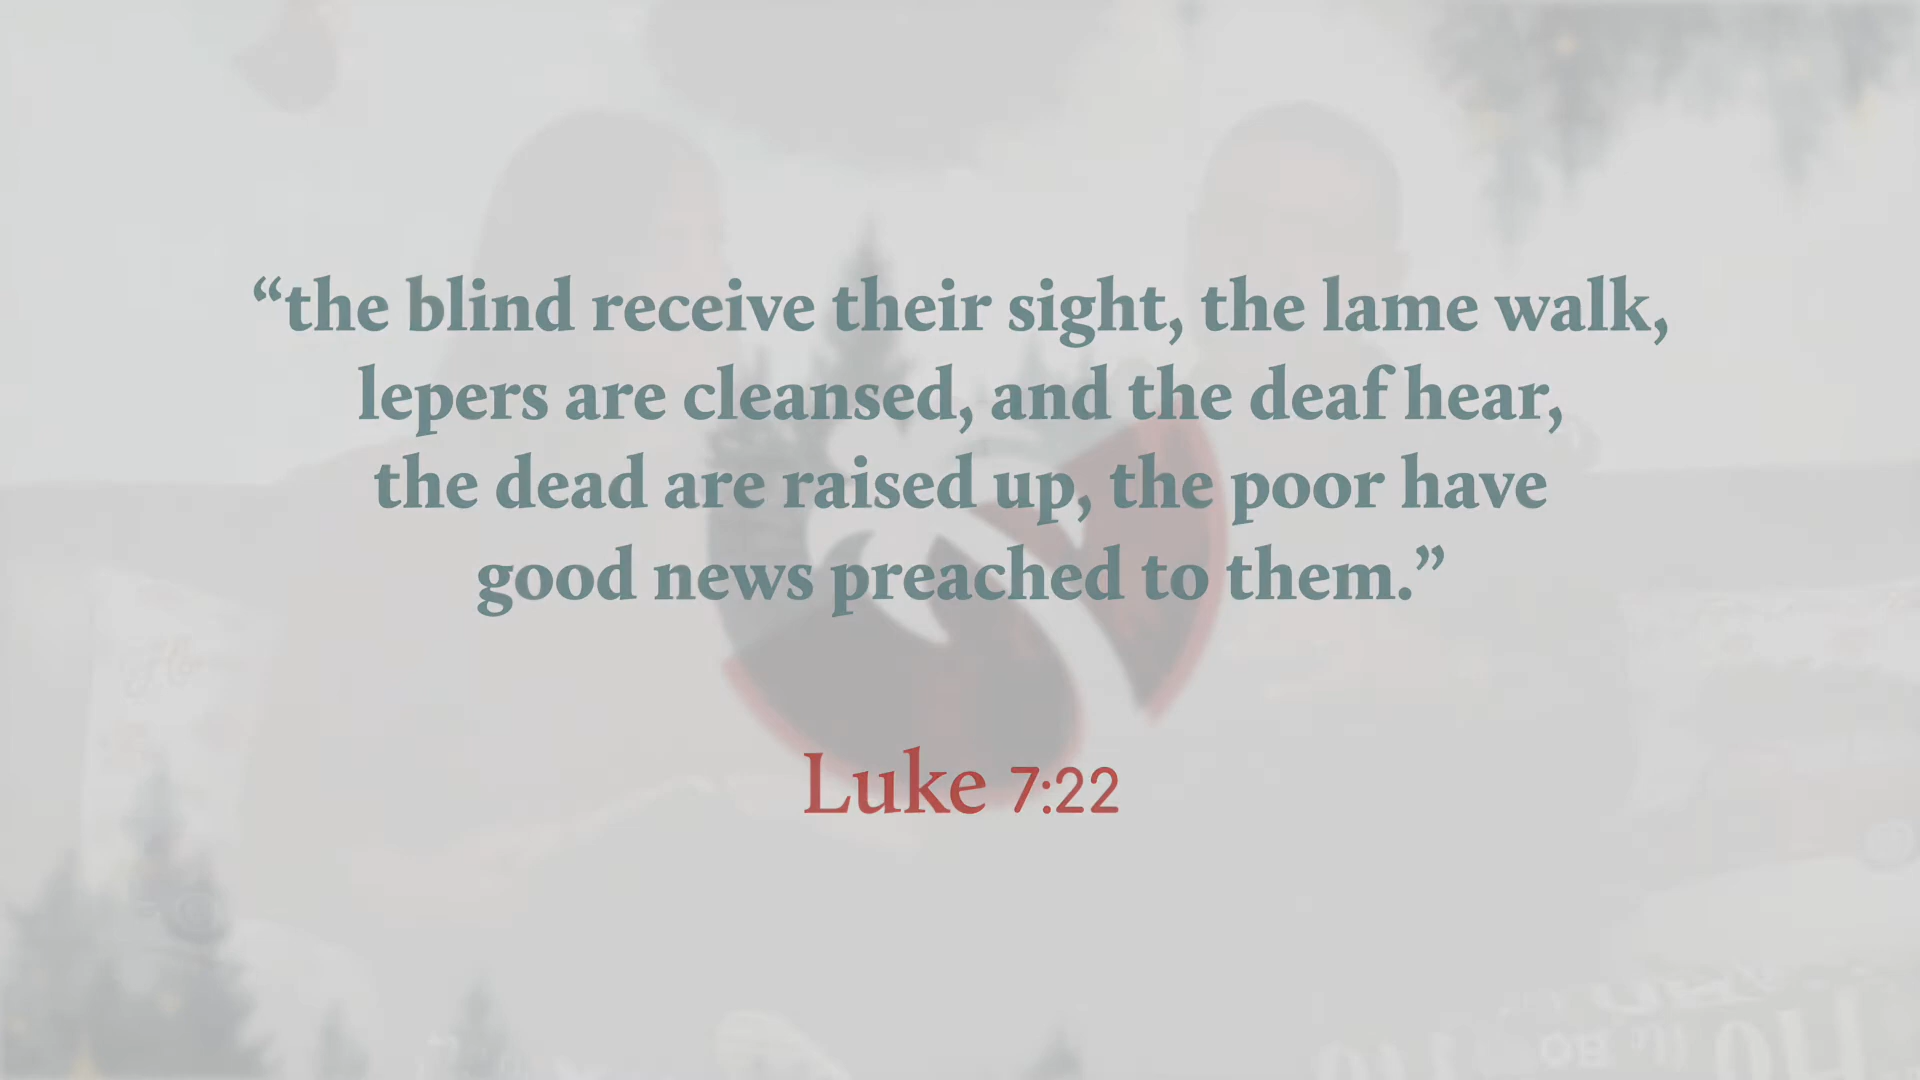 “the blind receive their sight, the lame walk,
lepers are cleansed, and the deaf hear,
the dead are raised up, the poor have
good news preached to them.”
Luke 7:22